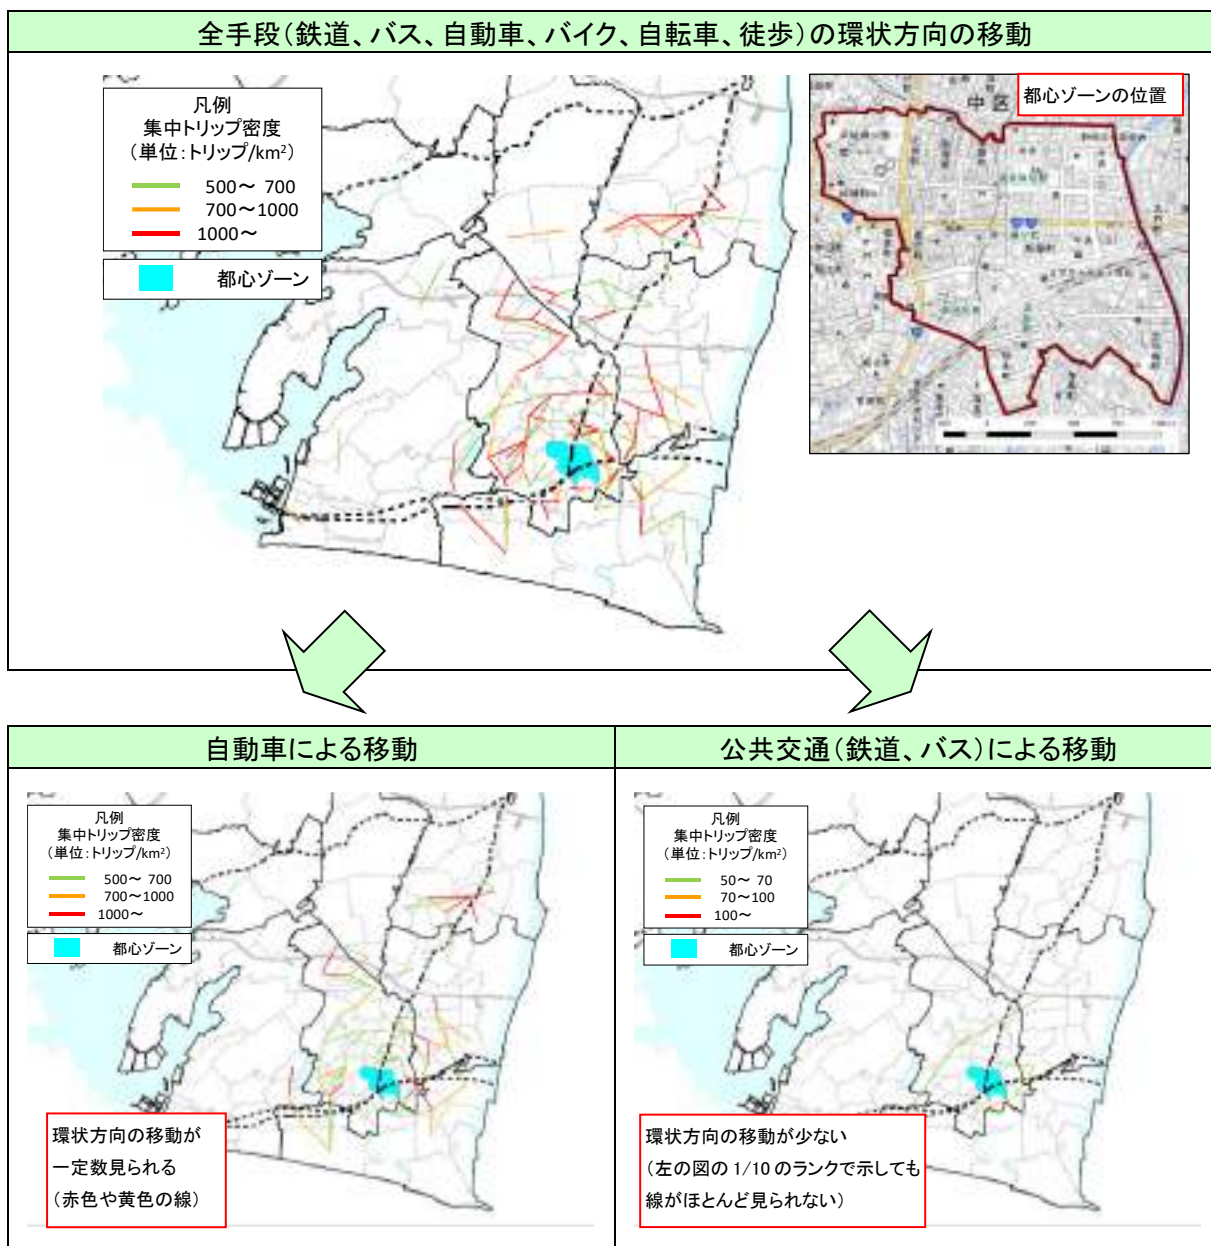 全手段（鉄道、バス、自動車、バイク、自転車、徒歩）の環状方向の移動
凡例
集中トリップ密度
（単位：トリップ/km²）
500～ 700
700～1000
1000～
都心ゾーン
都心ゾーンの位置
中区
自動車による移動
公共交通（鉄道、バス）による移動
凡例
集中トリップ密度
（単位：トリップ/km²）
500～ 700
700～1000
1000～
都心ゾーン
環状方向の移動が
一定数見られる
（赤色や黄色の線）
凡例
集中トリップ密度
（単位：トリップ/km²）
50～ 70
70～100
100～
都心ゾーン
環状方向の移動が少ない
（左の図の 1/10 のランクで示しても
線がほとんど見られない）